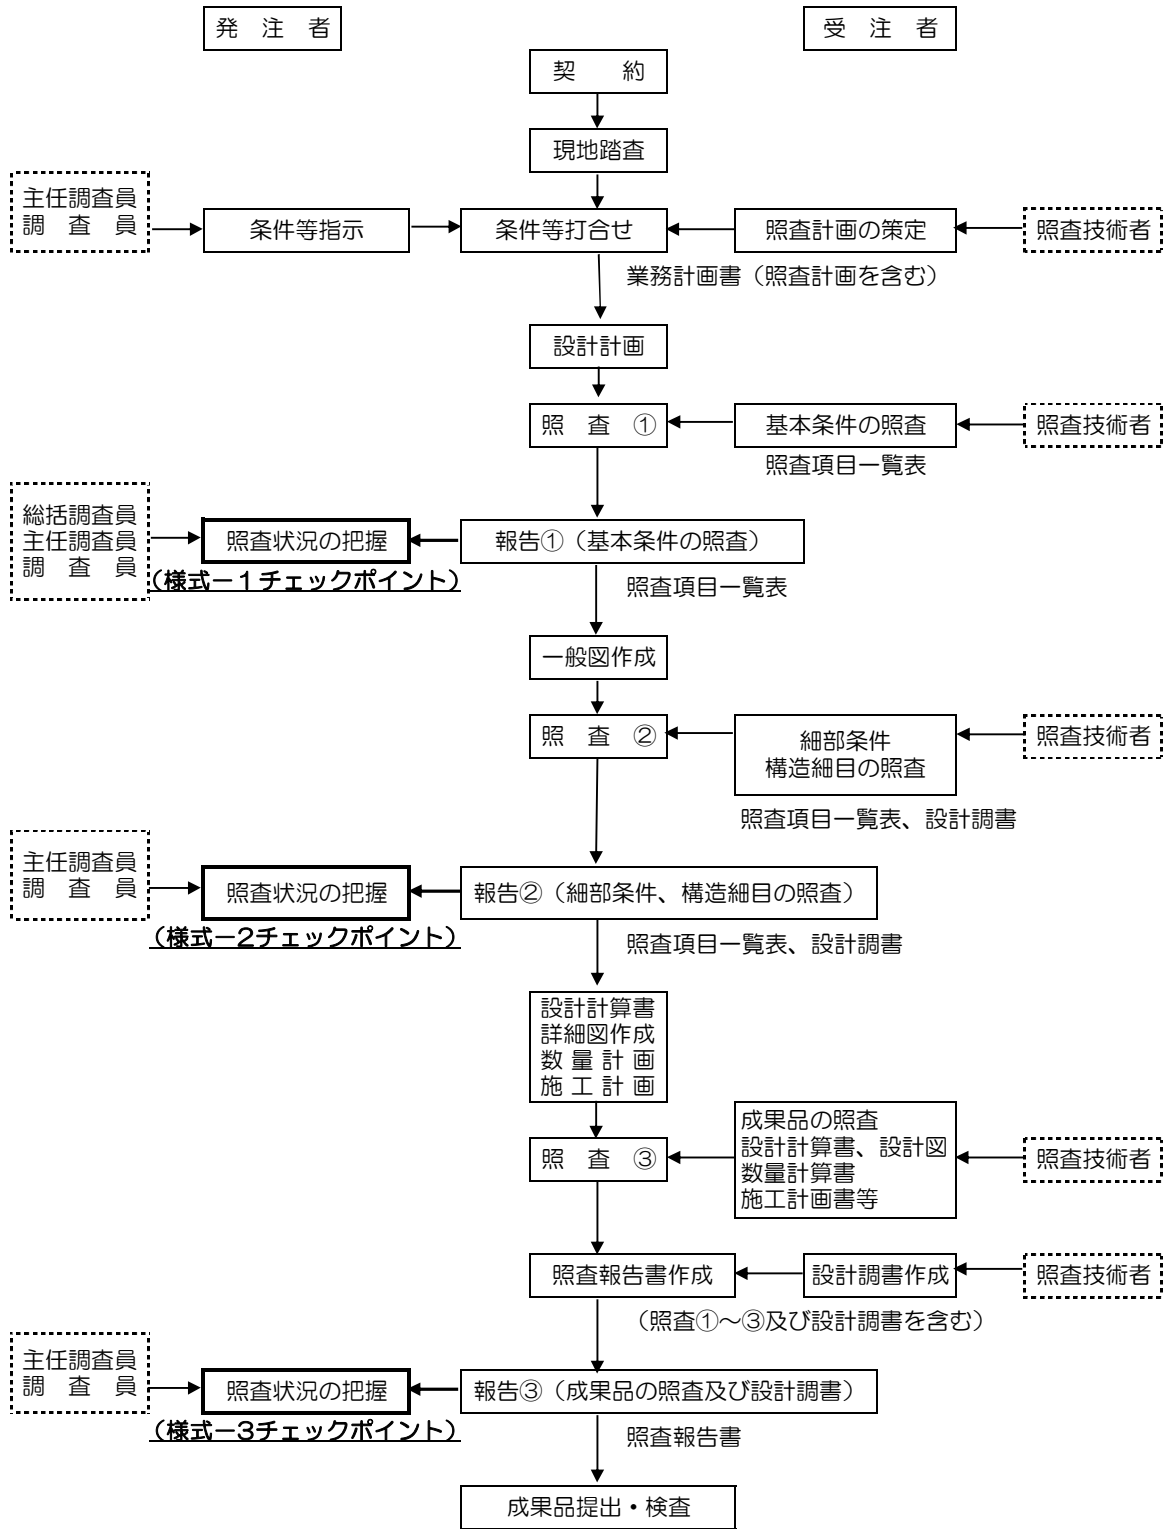 発　注　者
受　注　者
契　　約
現地踏査
主任調査員
調　査　員
条件等指示
条件等打合せ
照査計画の策定
照査技術者
業務計画書（照査計画を含む）
設計計画
照　査　①
基本条件の照査
照査技術者
照査項目一覧表
総括調査員
主任調査員
調　査　員
照査状況の把握
報告①（基本条件の照査）
（様式－１チェックポイント）
照査項目一覧表
一般図作成
照　査　②
細部条件
構造細目の照査
照査技術者
照査項目一覧表、設計調書
主任調査員
調　査　員
照査状況の把握
報告②（細部条件、構造細目の照査）
（様式－2チェックポイント）
照査項目一覧表、設計調書
設計計算書
詳細図作成
数 量 計 画
施 工 計 画
照　査　③
成果品の照査
設計計算書、設計図
数量計算書
施工計画書等
照査技術者
照査報告書作成
設計調書作成
照査技術者
（照査①～③及び設計調書を含む）
主任調査員
調　査　員
照査状況の把握
報告③（成果品の照査及び設計調書）
（様式－3チェックポイント）
照査報告書
成果品提出・検査